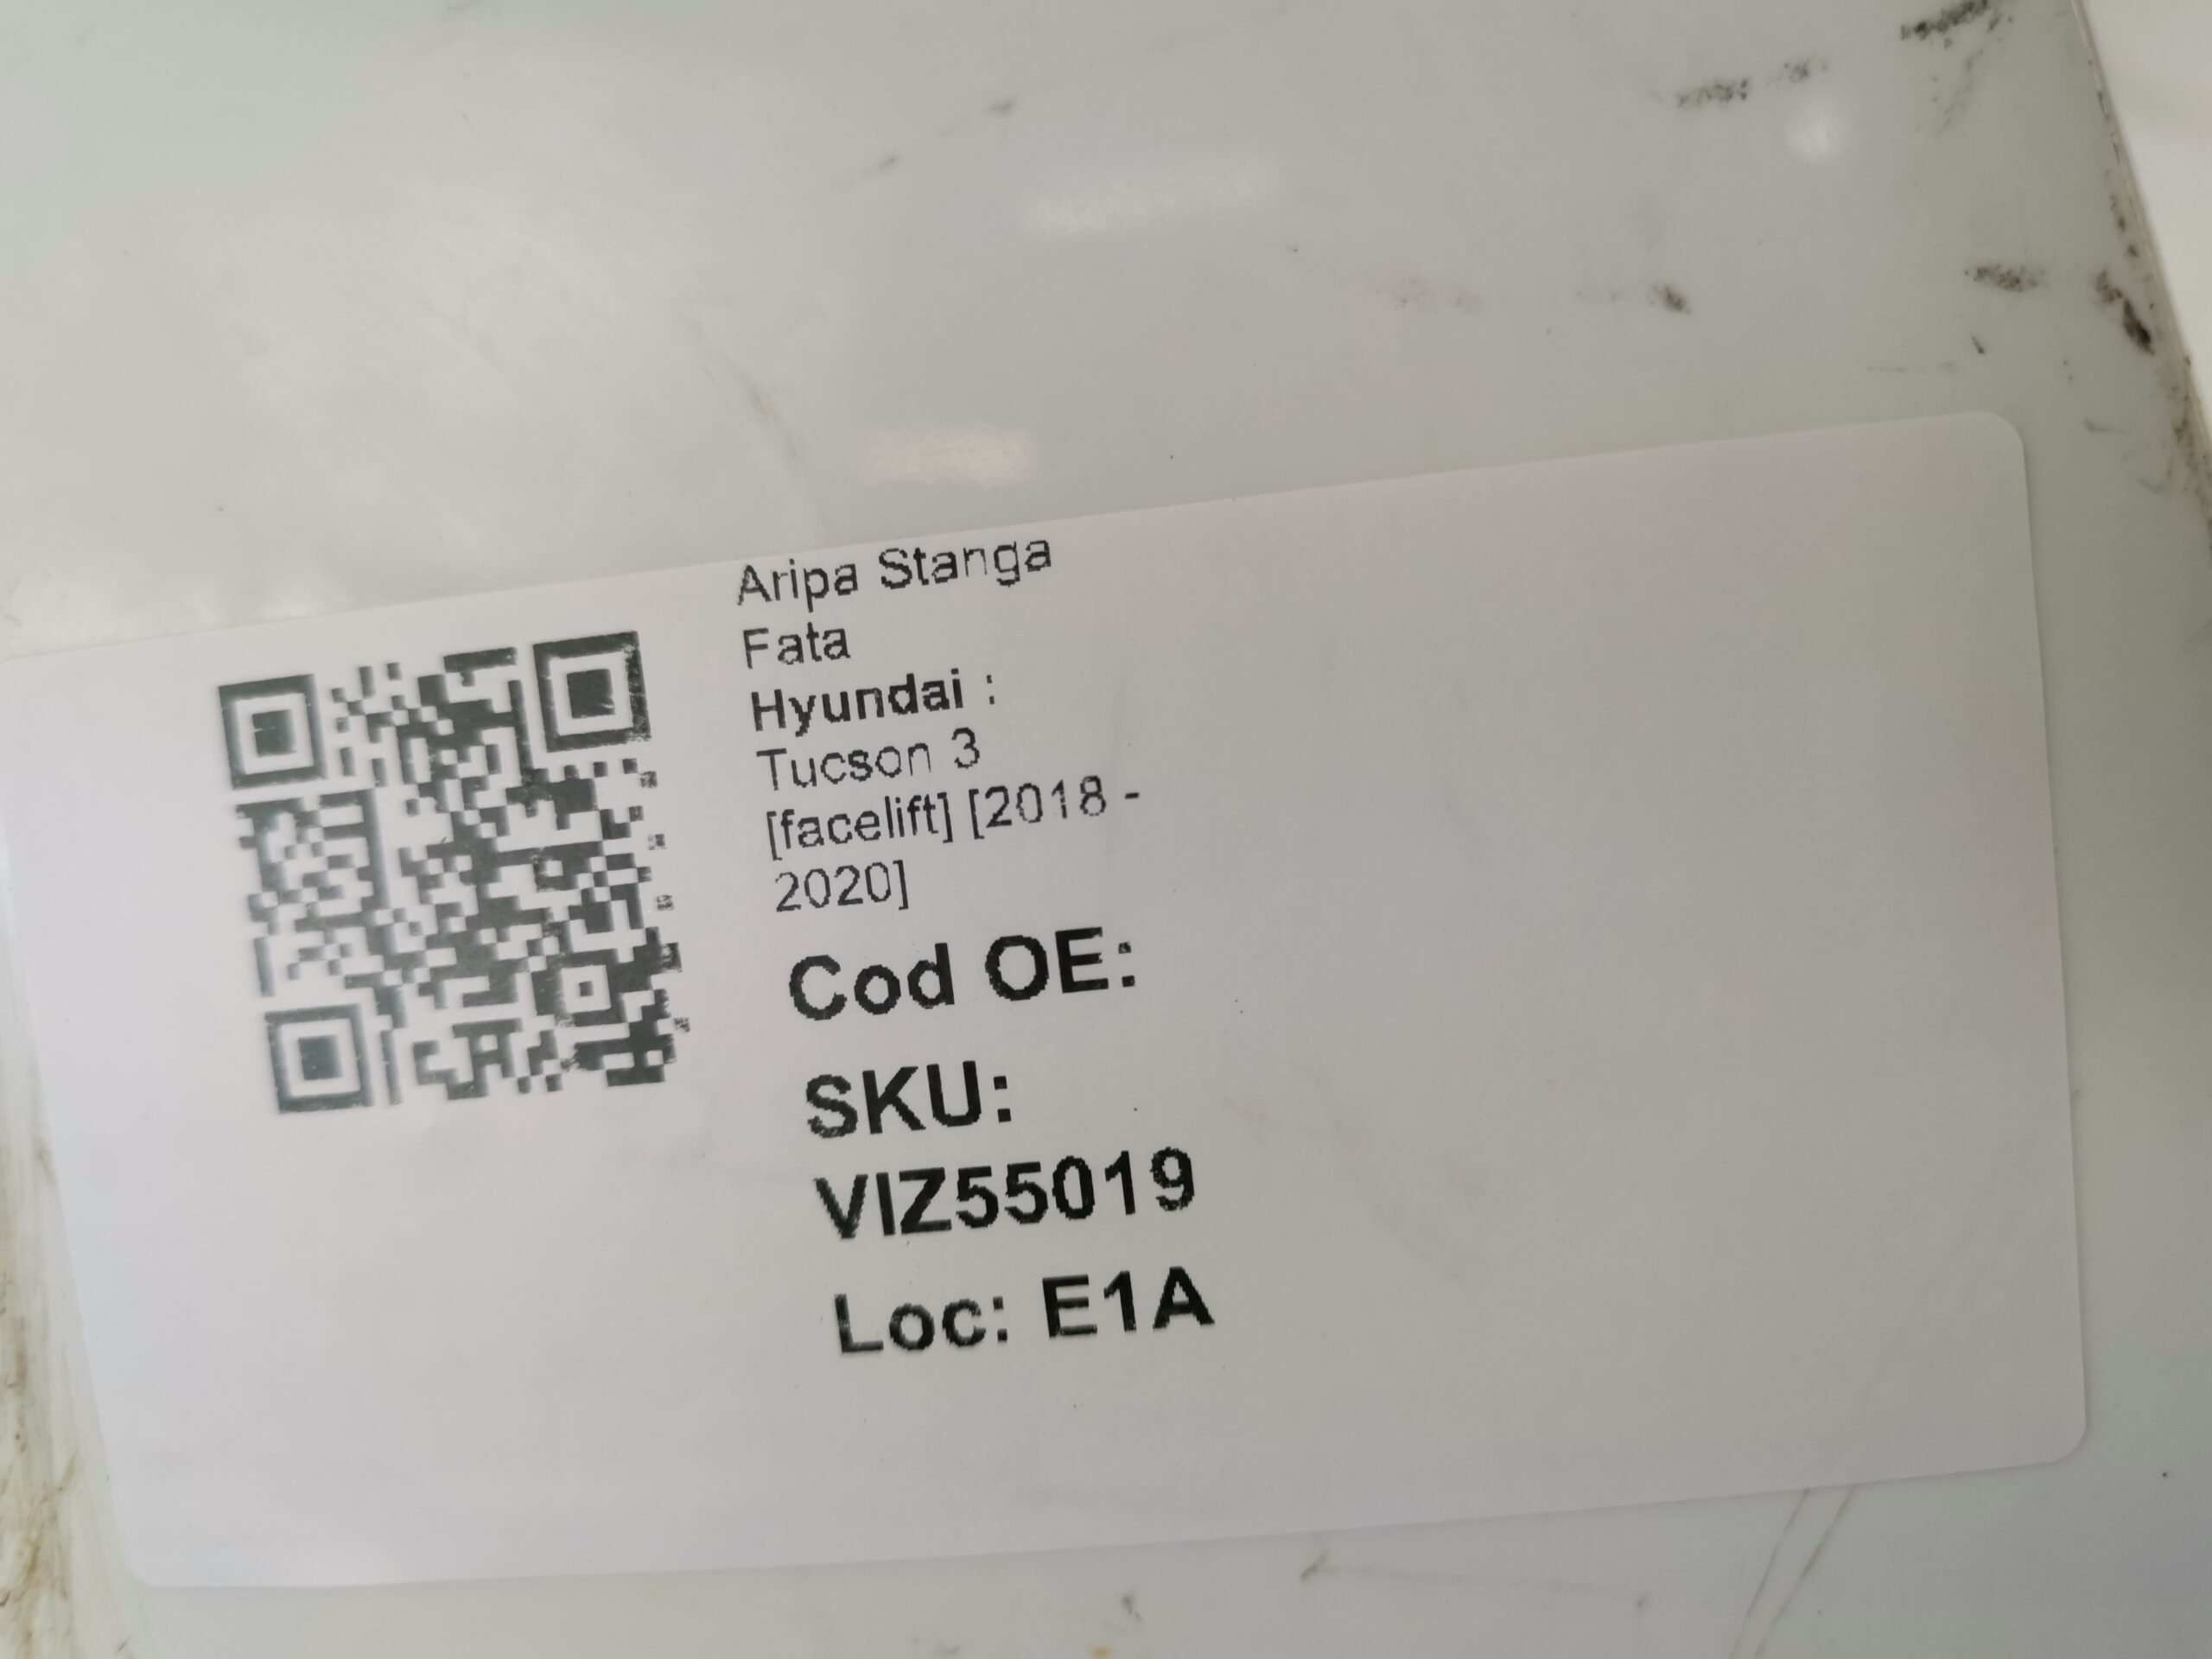 Aripa Stanga
Fata
Hyundai :
Tucson 3
[facelift] [2018 -
2020]
Cod OE:
SKU:
VIZ55019
Loc: E1A